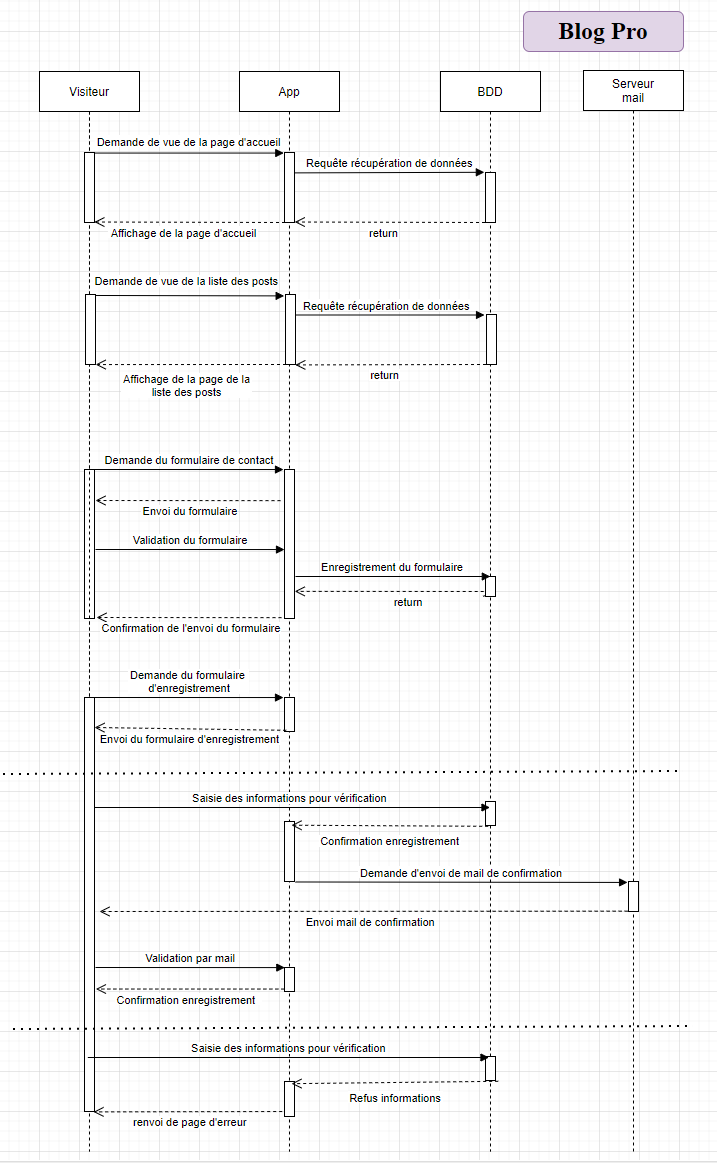 Blog Pro
Visiteur
App
BDD
Serveur
mail
Demande de vue de la page d'accueil
Requête récupération de données
Affichage de la page d'accueil
return
Demande de vue de la liste des posts
Requête récupération de données
Affichage de la page de la
liste des posts
return
Demande du formulaire de contact
Envoi du formulaire
Validation du formulaire
Enregistrement du formulaire
return
Confirmation de l'envoi du formulaire
Demande du formulaire
d'enregistrement
Envoi du formulaire d'enregistrement
Saisie des informations pour vérification
Confirmation enregistrement
Demande d'envoi de mail de confirmation
Envoi mail de confirmation
Validation par mail
Confirmation enregistrement
Saisie des informations pour vérification
Refus informations
renvoi de page d'erreur